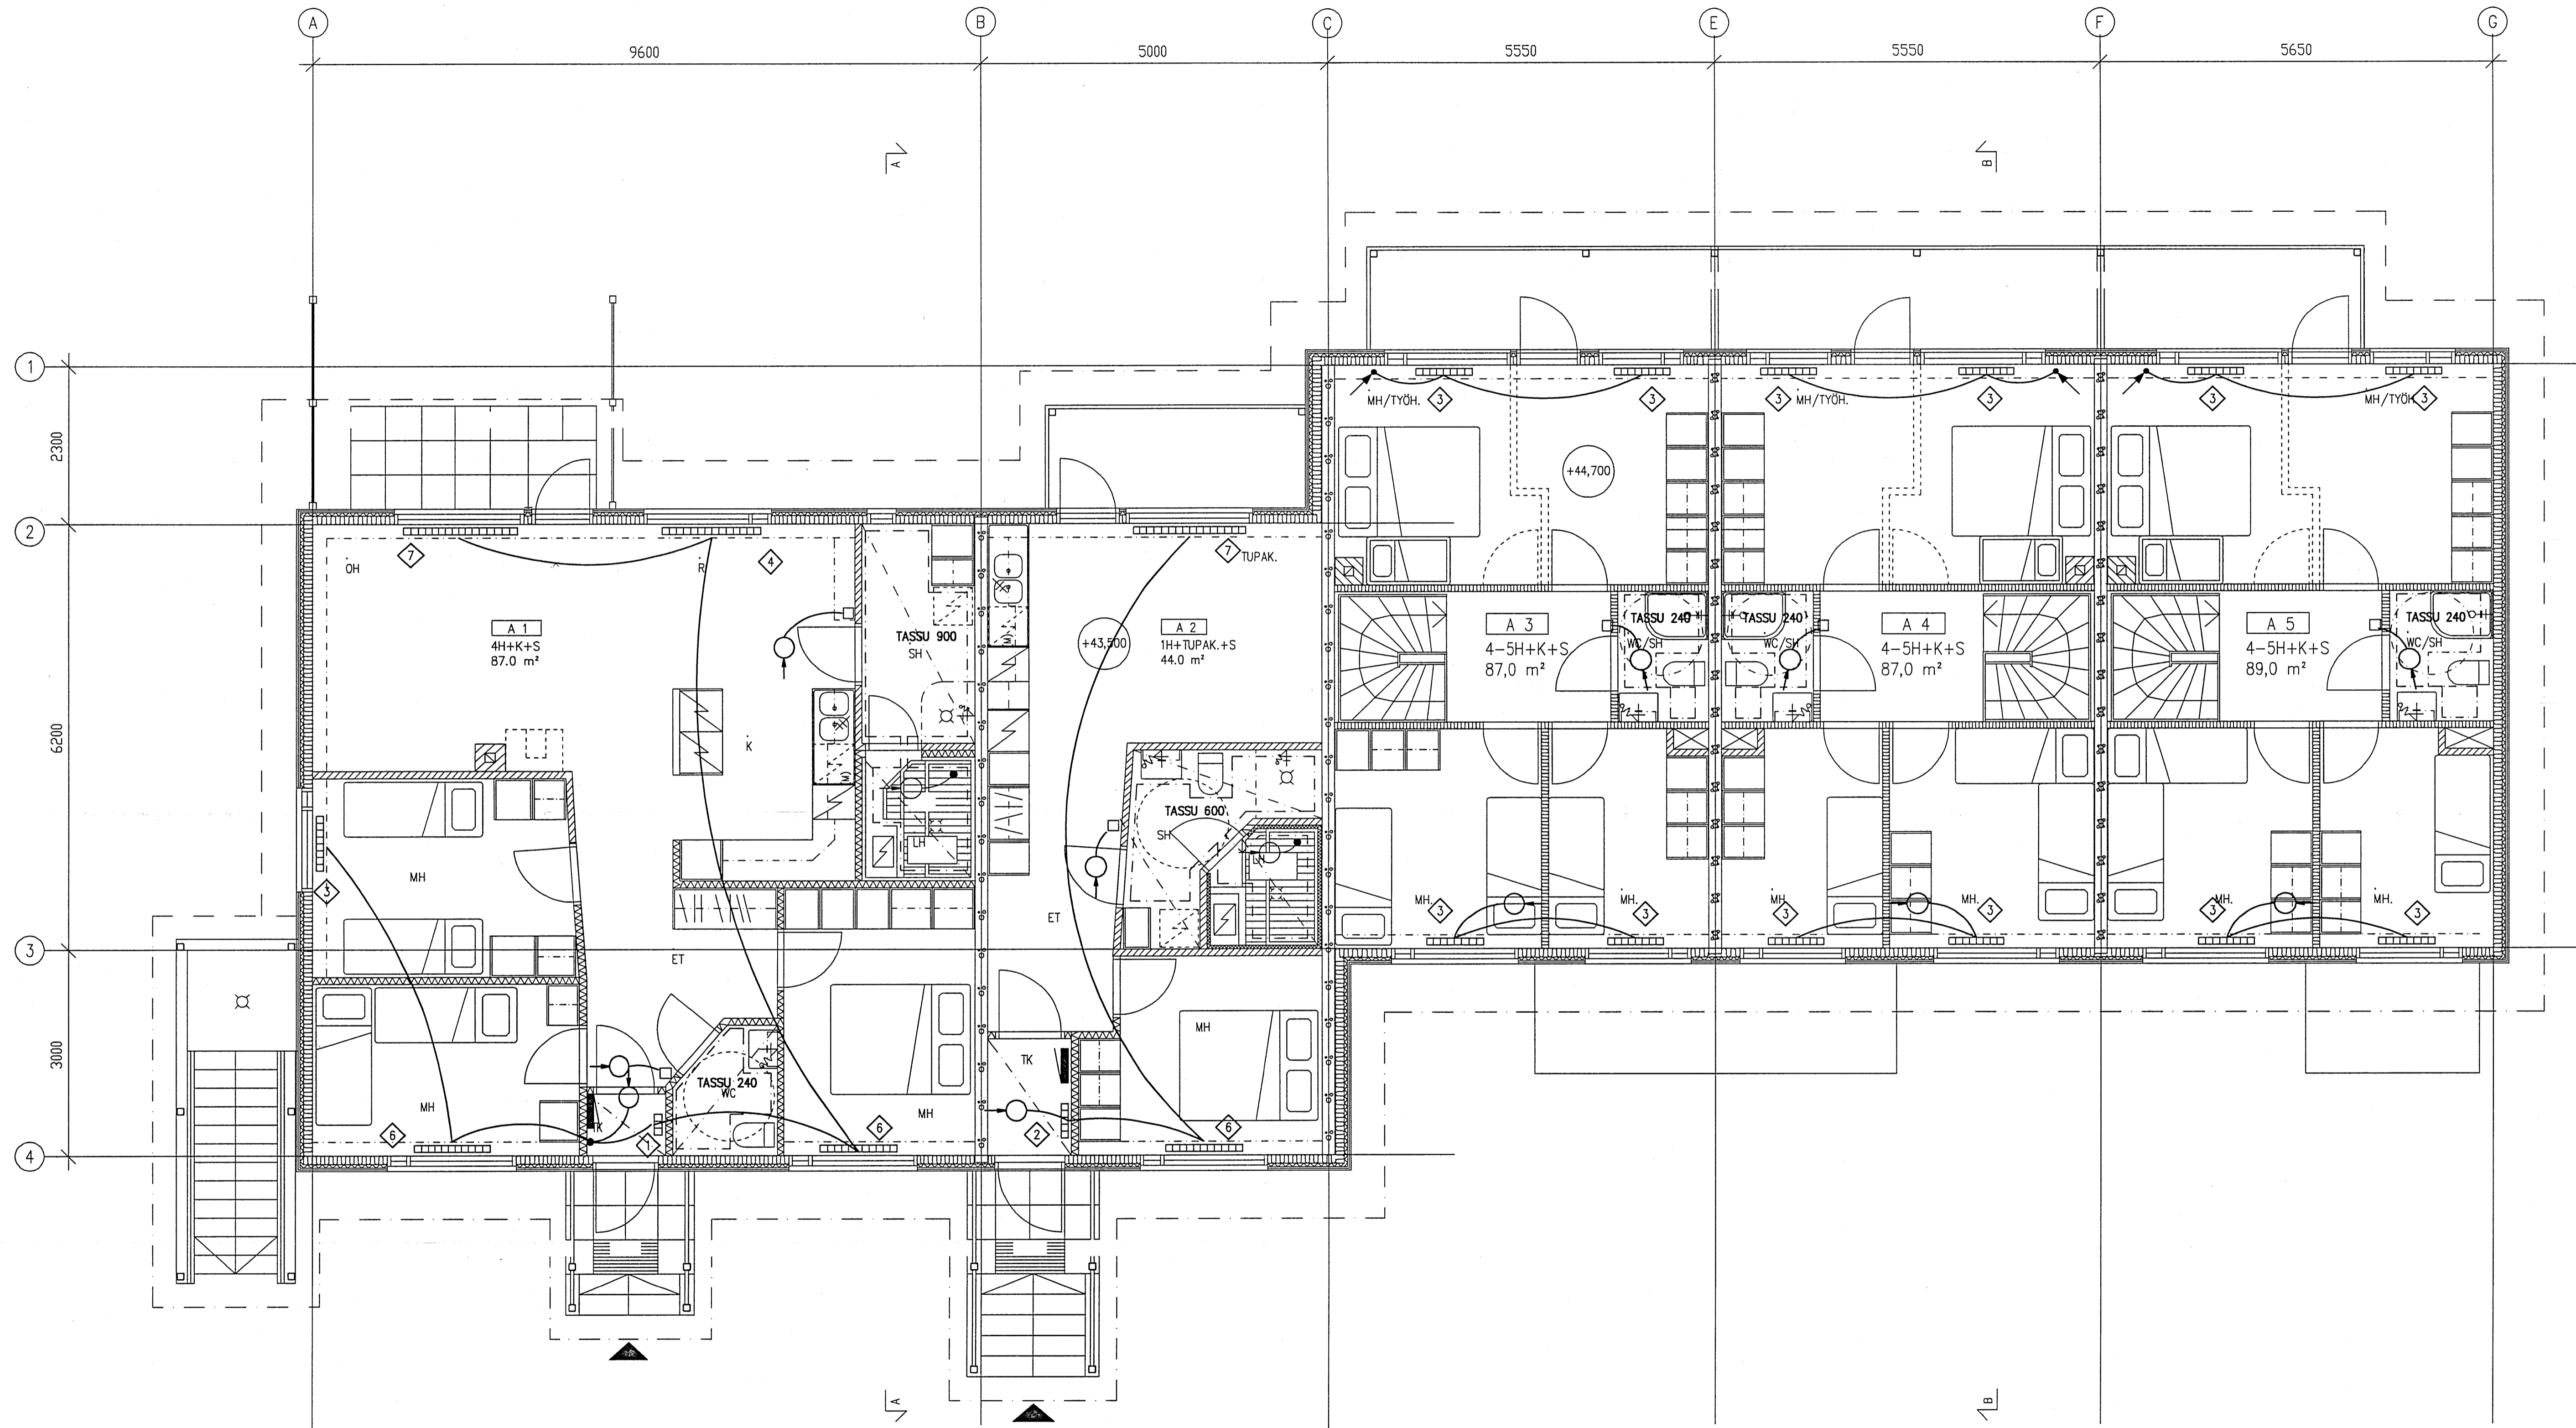 A B C E F G
9600 5000 5550 5550 5650
A B
1
2300
2
6200
3
3000
4
MH/TYÖH. 3 3 3 MH/TYÖH. 3 3 MH/TYÖH. 3
+44,700
OH 7 R 4 7 TUPAK.
A 1
4H+K+S
87.0 m²
TASSU 900
SH
+43,500
A 2
1H+TUPAK.+S
44.0 m²
A 3
4-5H+K+S
87,0 m²
TASSU 240
WC/SH
TASSU 240
WC/SH
A 4
4-5H+K+S
87,0 m²
A 5
4-5H+K+S
89,0 m²
TASSU 240
WC/SH
K
TASSU 600
SH
LH
LH
MH
3
ET
ET
MH. 3 MH. 3 MH. 3 MH. 3 MH. 3 MH. 3
MH
TK
TASSU 240
WC
MH
6
TK
1
MH
6
2
6
A B